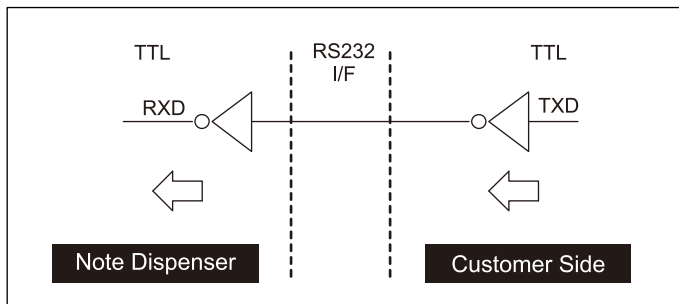 TTL
RS232
I/F
TTL
RXD
TXD
Note Dispenser
Customer Side